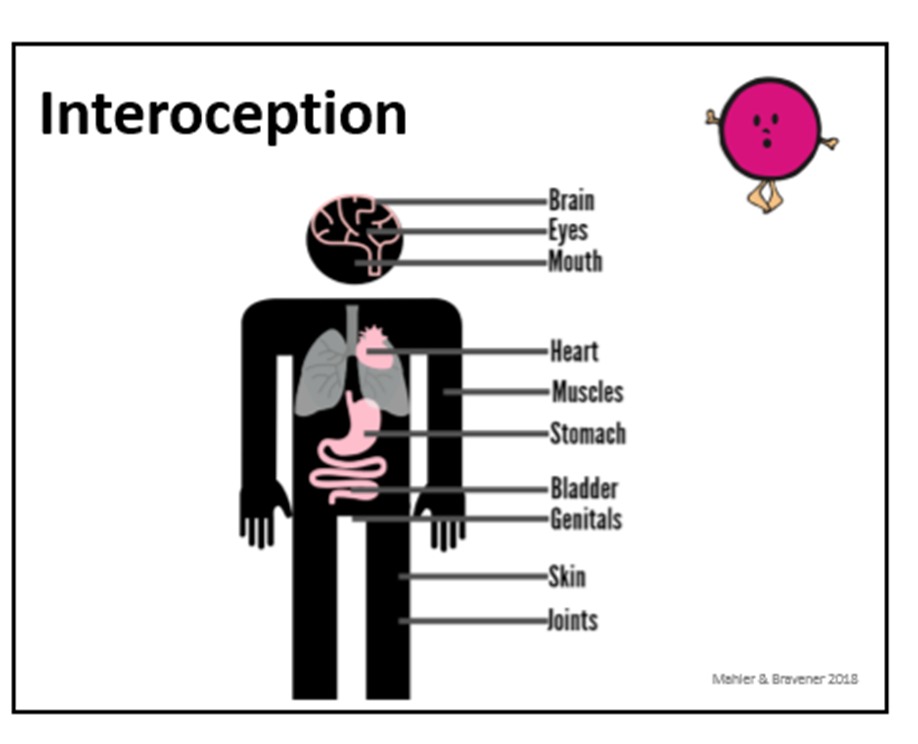 Interoception
Brain
Eyes
Mouth
Heart
Muscles
Stomach
Bladder
Genitals
Skin
Joints
Mahler & Bravener 2018